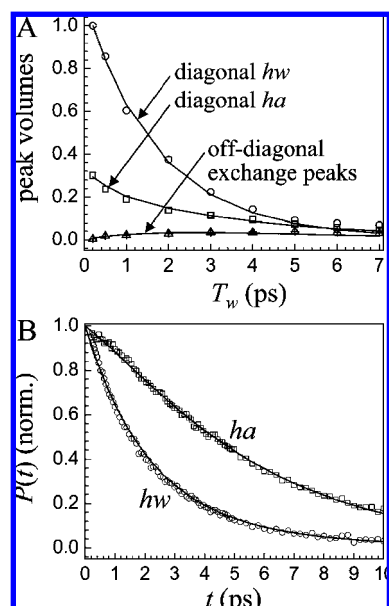 A
1.0
0.8
0.6
0.4
0.2
0.0
peak volumes
diagonal hw
diagonal ha
off-diagonal
exchange peaks
0 1 2 3 4 5 6 7
Tw (ps)
B
1.0
0.8
0.6
0.4
0.2
0.0
P(t) (norm.)
ha
hw
0 1 2 3 4 5 6 7 8 9 10
t (ps)